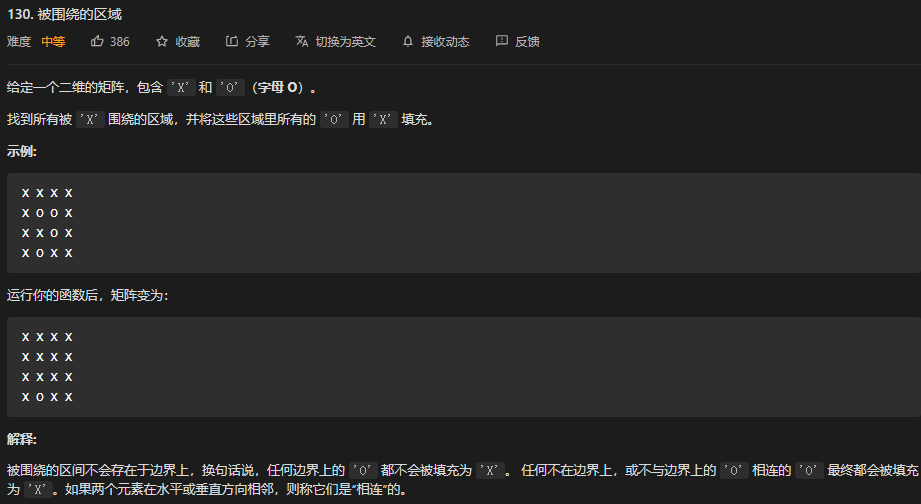 130. 被围绕的区域
难度 中等 386 收藏 分享 切换为英文 接收动态 反馈
给定一个二维的矩阵，包含 'X' 和 'O'（字母 O）。
找到所有被 'X' 围绕的区域，并将这些区域里所有的 'O' 用 'X' 填充。
示例:
X X X X
X O O X
X X O X
X O X X
运行你的函数后，矩阵变为：
X X X X
X X X X
X X X X
X O X X
解释:
被围绕的区间不会存在于边界上，换句话说，任何边界上的 'O' 都不会被填充为 'X'。 任何不在边界上，或不与边界上的 'O' 相连的 'O' 最终都会被填充
为 'X'。如果两个元素在水平或垂直方向相邻，则称它们是“相连”的。